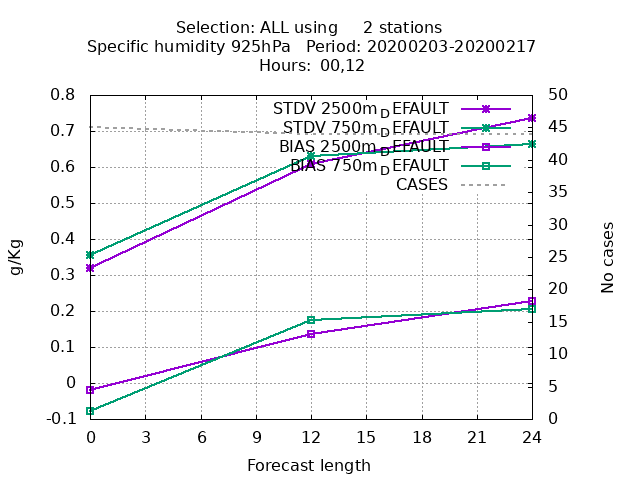 Selection: ALL using 2 stations
Specific humidity 925hPa Period: 20200203-20200217
Hours: 00,12
STDV 2500m_DEFAULT
STDV 750m_DEFAULT
BIAS 2500m_DEFAULT
BIAS 750m_DEFAULT
CASES
g/Kg
0.8
0.7
0.6
0.5
0.4
0.3
0.2
0.1
0
-0.1
50
45
40
35
30
25
20
15
10
5
0
No cases
0 3 6 9 12 15 18 21 24
Forecast length